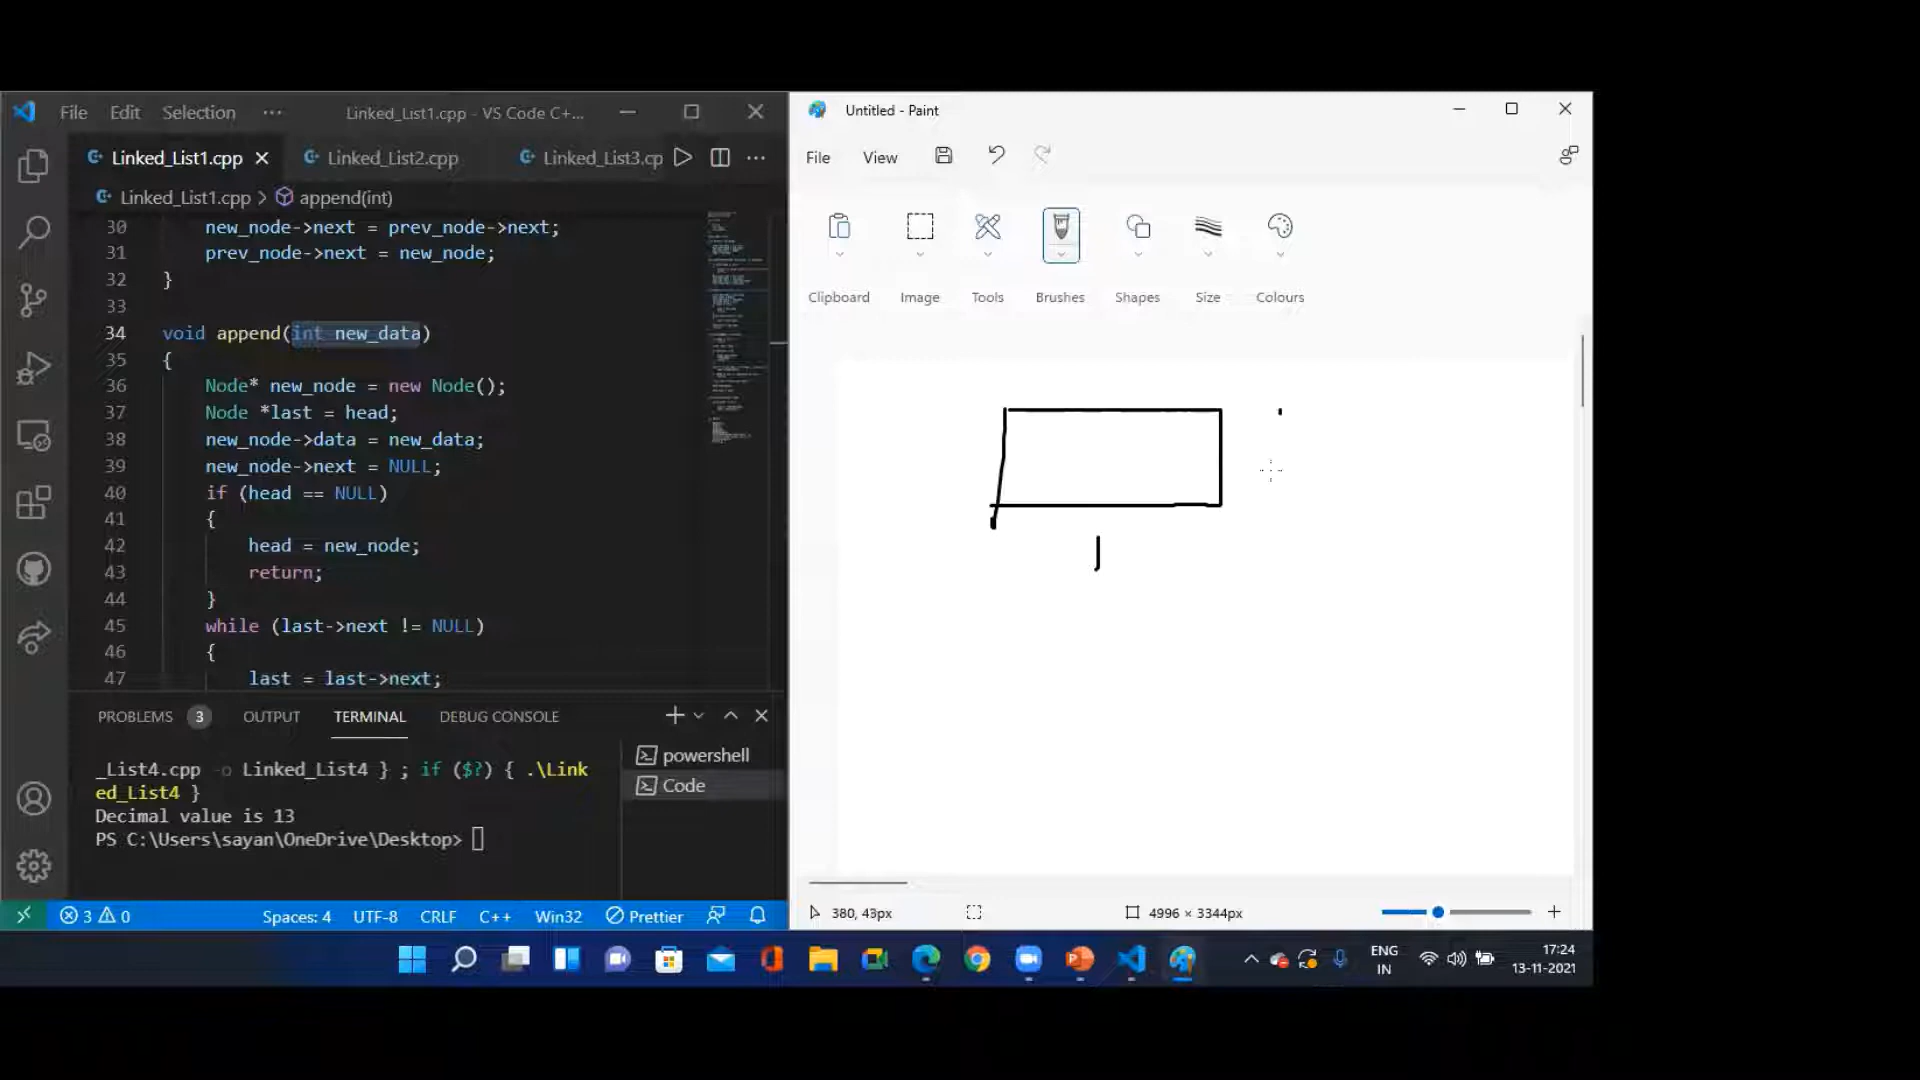 File Edit Selection ··· Linked_List1.cpp - VS Code C+...
Linked_List1.cpp Linked_List2.cpp Linked_List3.cp ···
Linked_List1.cpp > append(int)
30 new_node->next = prev_node->next;
31 prev_node->next = new_node;
32 }
33
34 void append(int new_data)
35 {
36 Node* new_node = new Node();
37 Node *last = head;
38 new_node->data = new_data;
39 new_node->next = NULL;
40 if (head == NULL)
41 {
42 head = new_node;
43 return;
44 }
45 while (last->next != NULL)
46 {
47 last = last->next;
PROBLEMS 3 OUTPUT TERMINAL DEBUG CONSOLE
_List4.cpp -o Linked_List4 } ; if ($?) { .\Link
ed_List4 }
Decimal value is 13
PS C:\Users\sayan\OneDrive\Desktop>
powershell
Code
3 0 Spaces: 4 UTF-8 CRLF C++ Win32 Prettier
Untitled - Paint
File View
Clipboard Image Tools Brushes Shapes Size Colours
4996 × 3344px
ENG
IN
17:24
13-11-2021